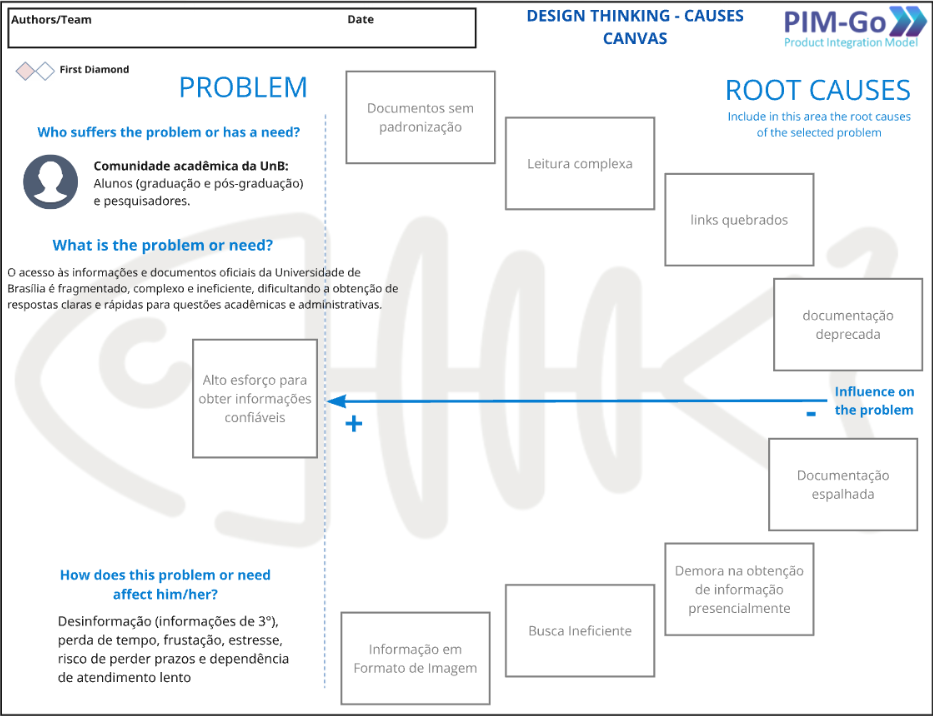 Authors/Team
Date
DESIGN THINKING - CAUSES
CANVAS
PIM-Go
Product Integration Model
First Diamond
PROBLEM
Who suffers the problem or has a need?
Comunidade acadêmica da UnB:
Alunos (graduação e pós-graduação)
e pesquisadores.
What is the problem or need?
O acesso às informações e documentos oficiais da Universidade de
Brasília é fragmentado, complexo e ineficiente, dificultando a obtenção de
respostas claras e rápidas para questões acadêmicas e administrativas.
Alto esforço para
obter informações
confiáveis
How does this problem or need
affect him/her?
Desinformação (informações de 3°),
perda de tempo, frustação, estresse,
risco de perder prazos e dependência
de atendimento lento
ROOT CAUSES
Include in this area the root causes
of the selected problem
Documentos sem
padronização
Leitura complexa
links quebrados
documentação
deprecada
Influence on
the problem
+
-
Documentação
espalhada
Demora na obtenção
de informação
presencialmente
Busca Ineficiente
Informação em
Formato de Imagem